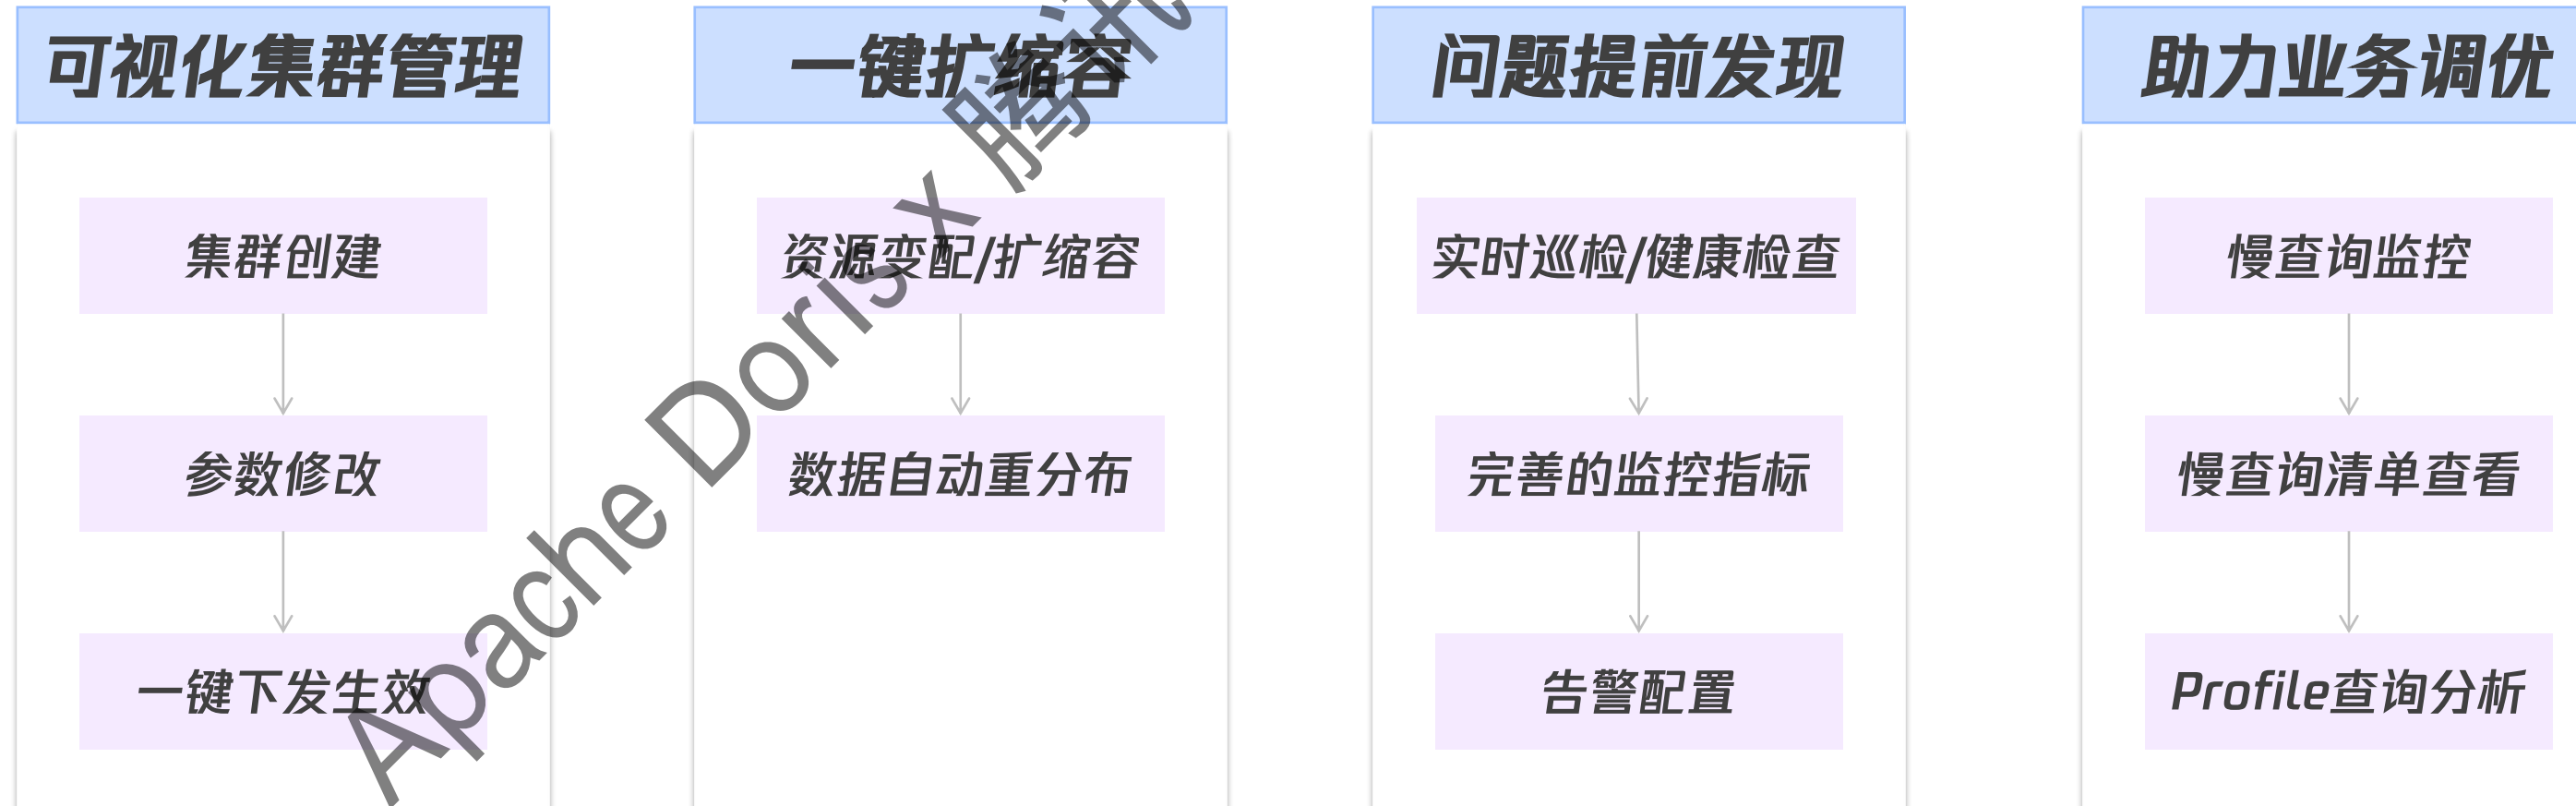 可视化集群管理
集群创建
参数修改
一键下发生效
一键扩缩容
资源变配/扩缩容
数据自动重分布
问题提前发现
实时巡检/健康检查
完善的监控指标
告警配置
助力业务调优
慢查询监控
慢查询清单查看
Profile查询分析
Apache Doris x 腾讯